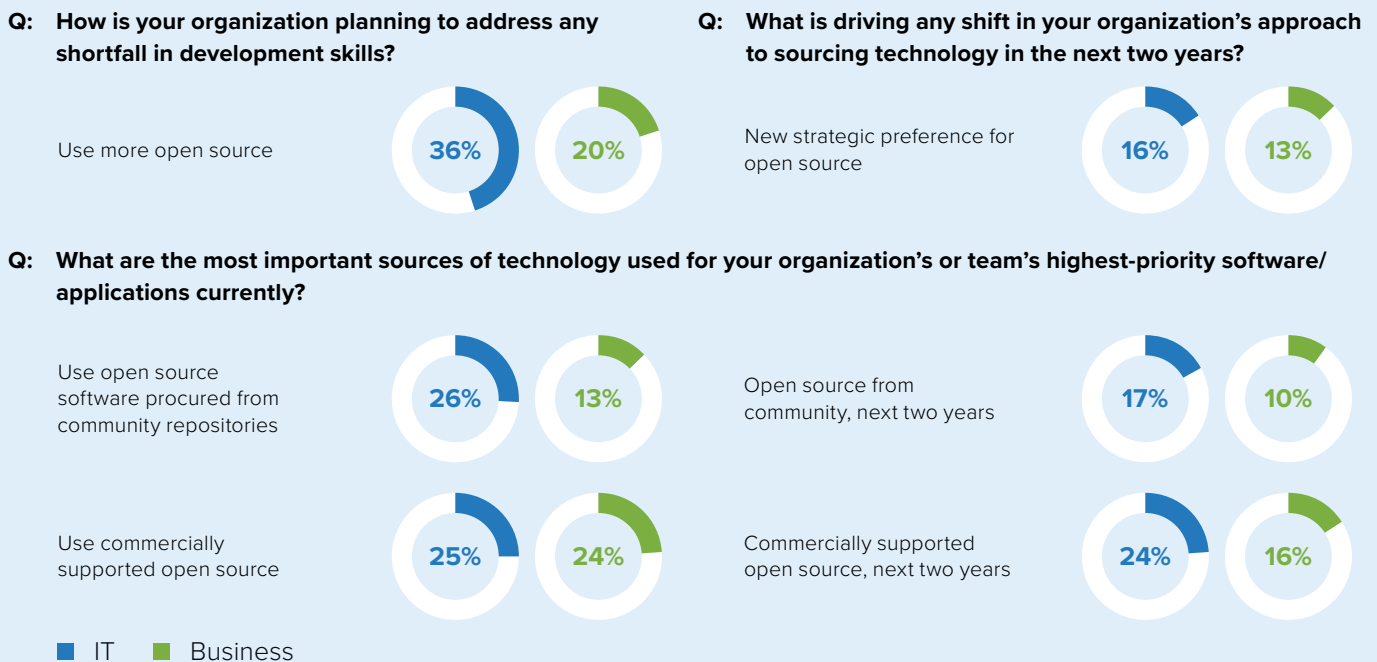 Q: How is your organization planning to address any
shortfall in development skills?
Use more open source
36%
20%
Q: What is driving any shift in your organization’s approach
to sourcing technology in the next two years?
New strategic preference for
open source
16%
13%
Q: What are the most important sources of technology used for your organization’s or team’s highest-priority software/
applications currently?
Use open source
software procured from
community repositories
26%
13%
Open source from
community, next two years
17%
10%
Use commercially
supported open source
25%
24%
Commercially supported
open source, next two years
24%
16%
IT
Business